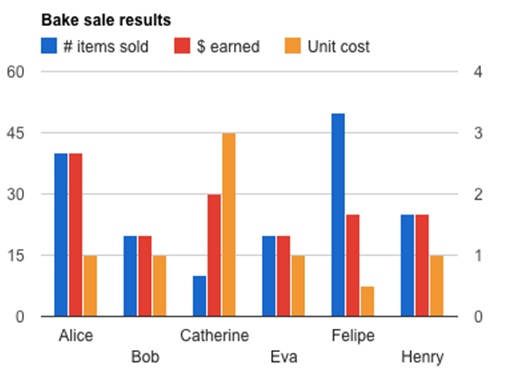 Bake sale results
# items sold $ earned Unit cost
60 4
45 3
30 2
15 1
0 0
Alice Catherine Felipe
Bob Eva Henry